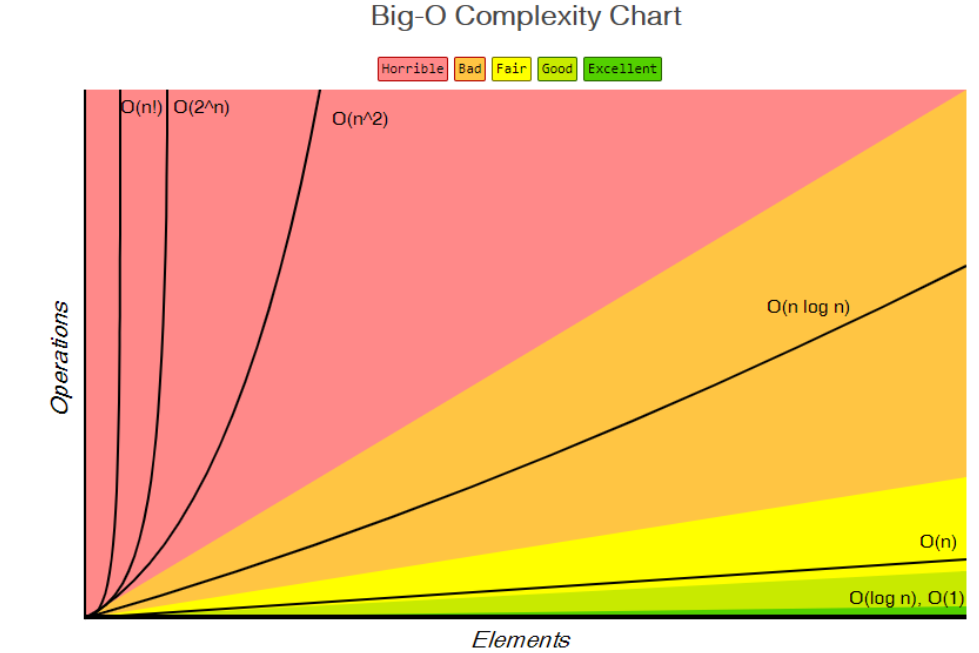 Big-O Complexity Chart
Horrible Bad Fair Good Excellent
O(n!) O(2^n)
O(n^2)
O(n log n)
Operations
O(n)
O(log n), O(1)
Elements